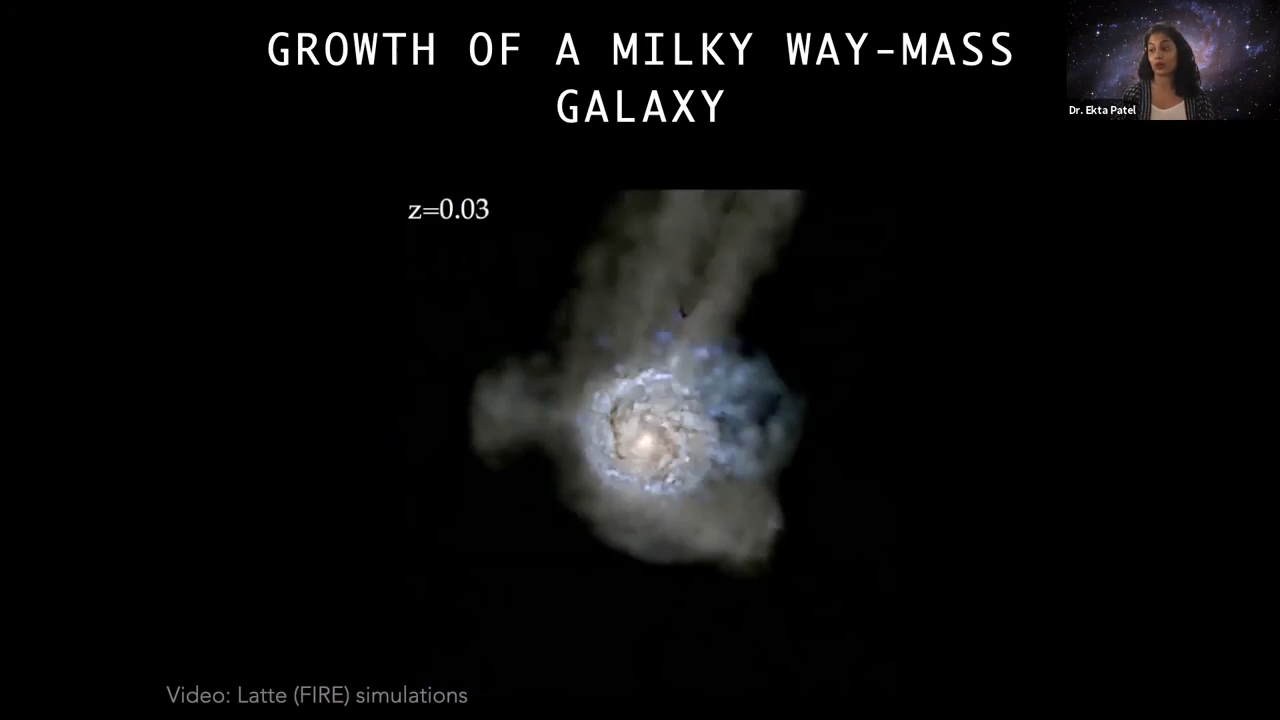 GROWTH OF A MILKY WAY-MASS
GALAXY
Dr. Ekta Patel
z=0.03
Video: Latte (FIRE) simulations